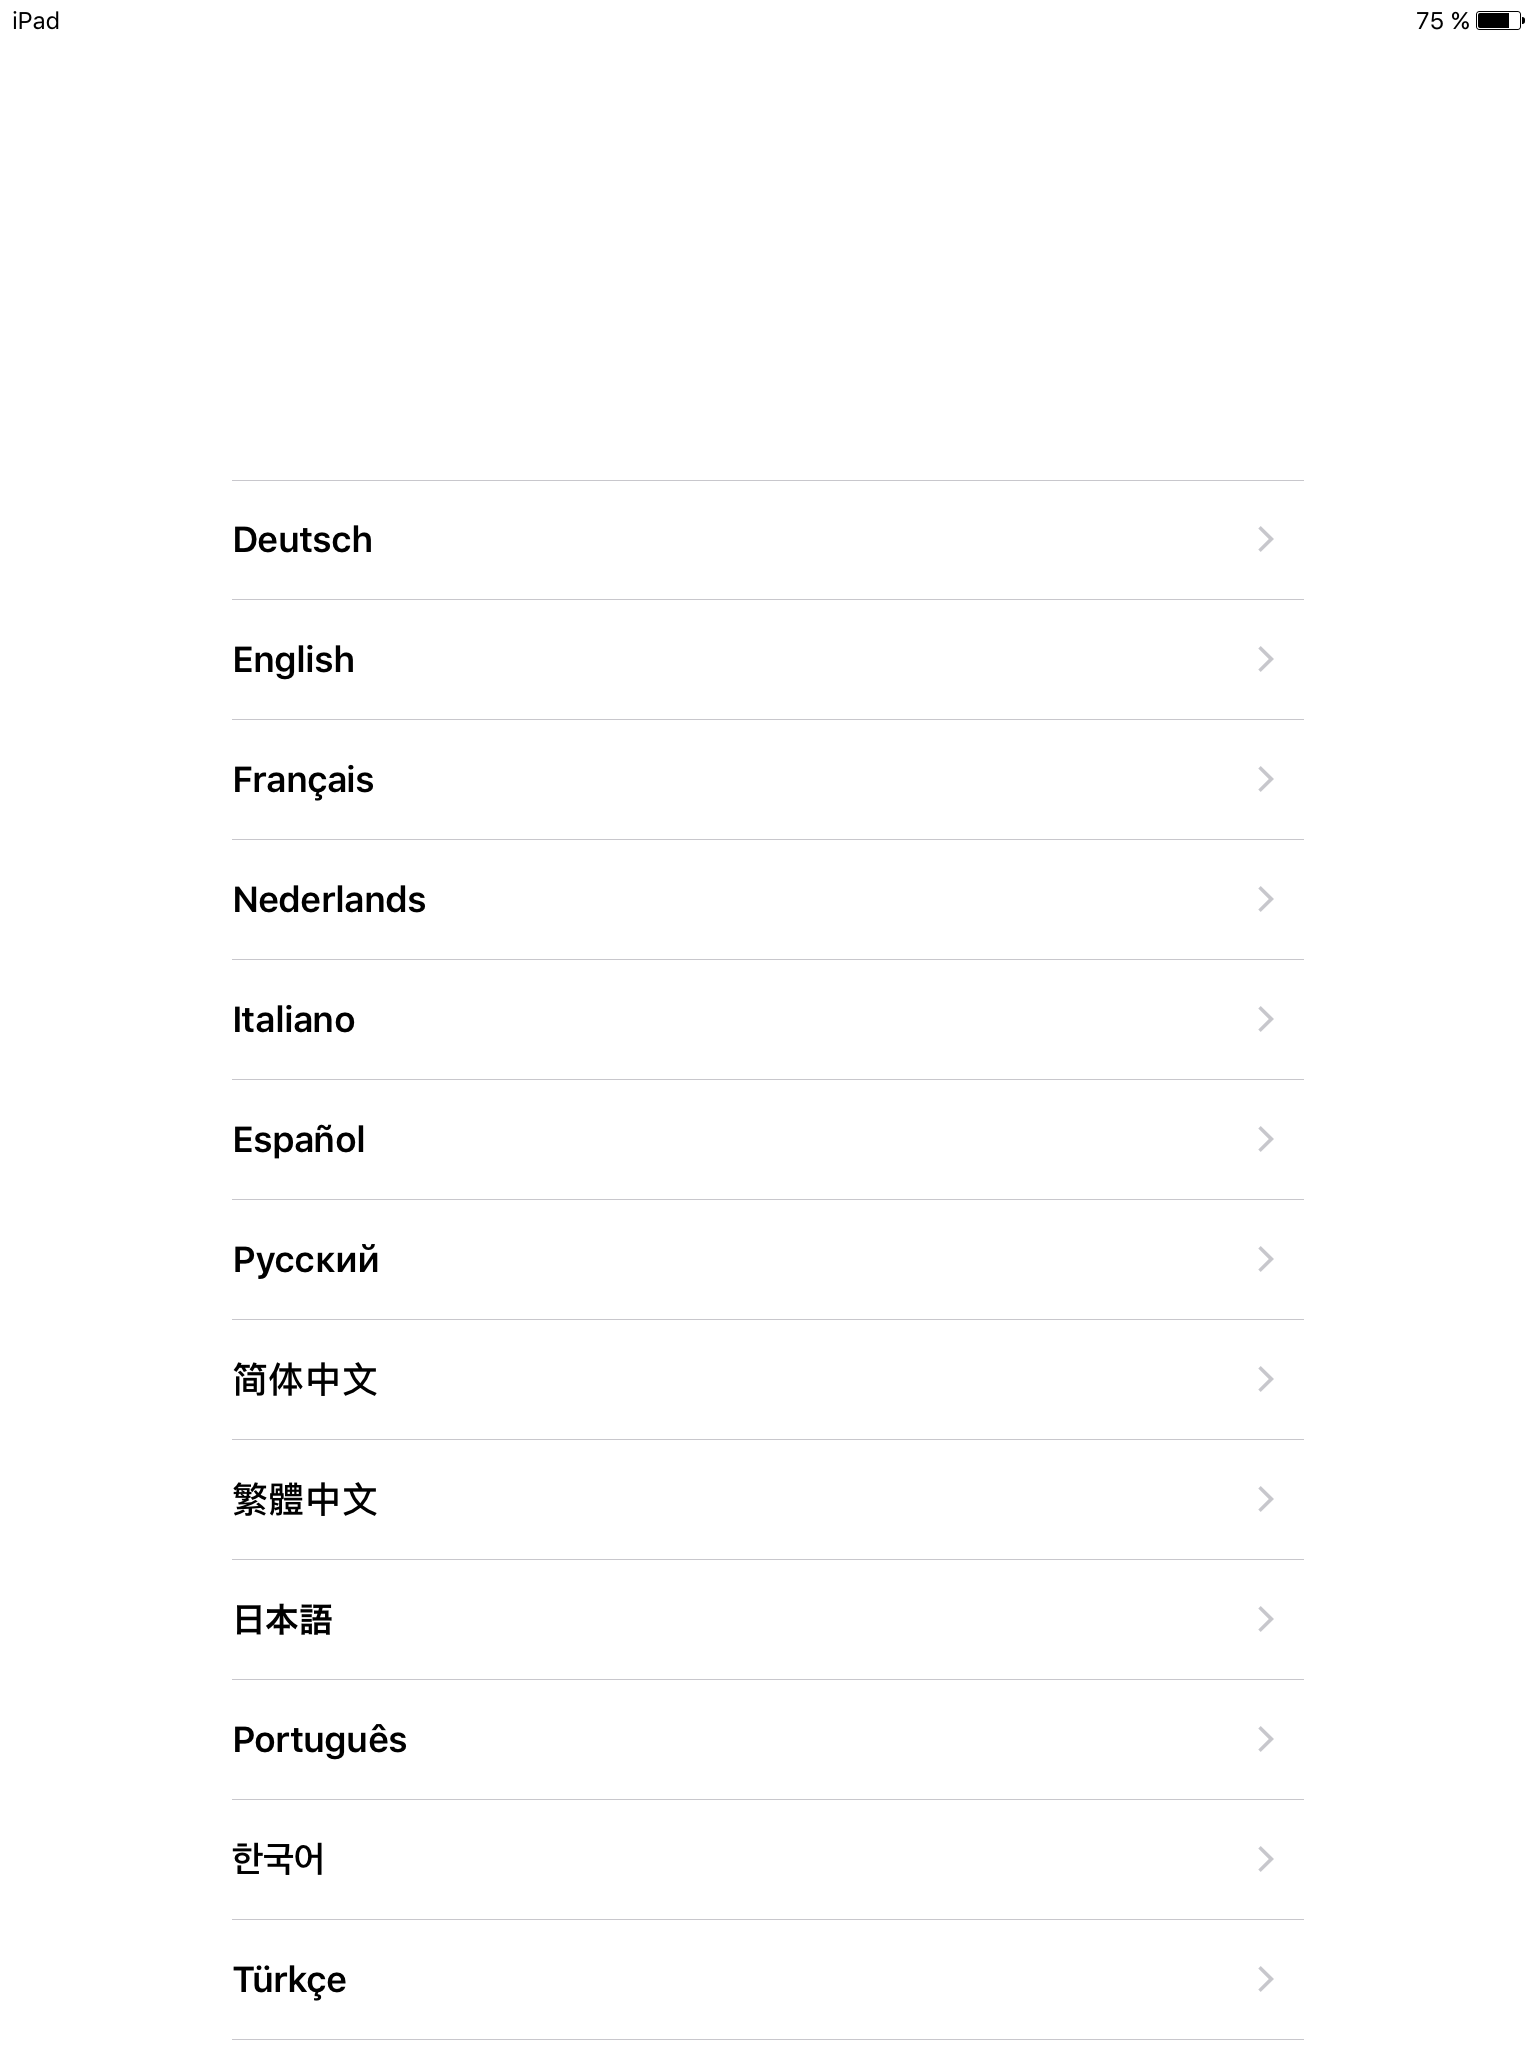 iPad
75 %
Deutsch
English
Français
Nederlands
Italiano
Español
Русский
简体中文
繁體中文
日本語
Português
한국어
Türkçe